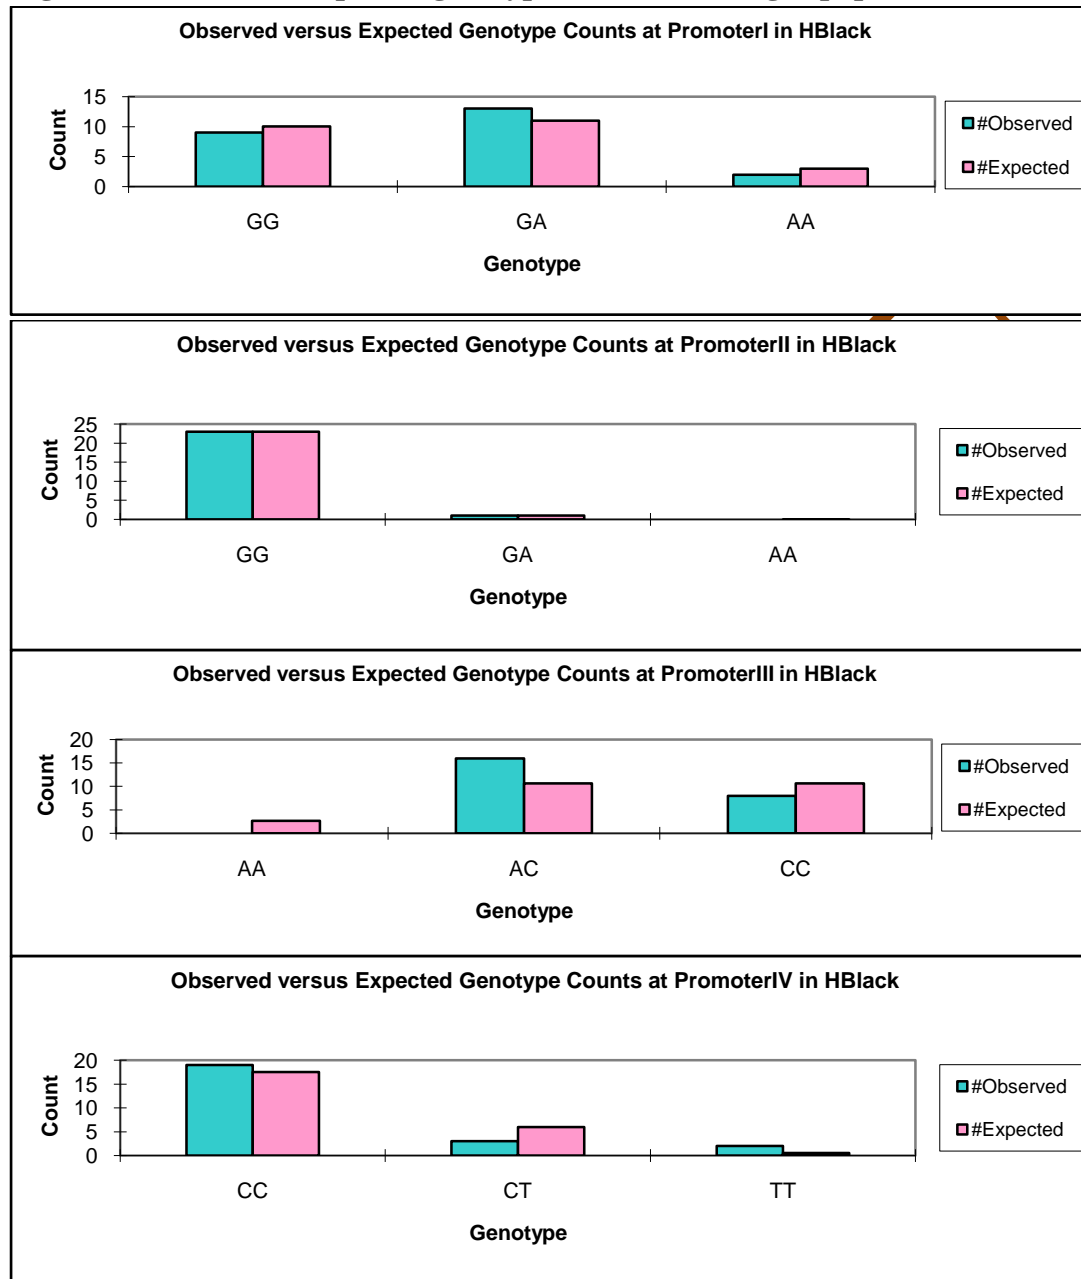 Observed versus Expected Genotype Counts at PromoterI in HBlack
15
10
5
0
Count
GG GA AA
Genotype
#Observed
#Expected
Observed versus Expected Genotype Counts at PromoterII in HBlack
25
20
15
10
5
0
Count
GG GA AA
Genotype
#Observed
#Expected
Observed versus Expected Genotype Counts at PromoterIII in HBlack
20
15
10
5
0
Count
AA AC CC
Genotype
#Observed
#Expected
Observed versus Expected Genotype Counts at PromoterIV in HBlack
20
15
10
5
0
Count
CC CT TT
Genotype
#Observed
#Expected